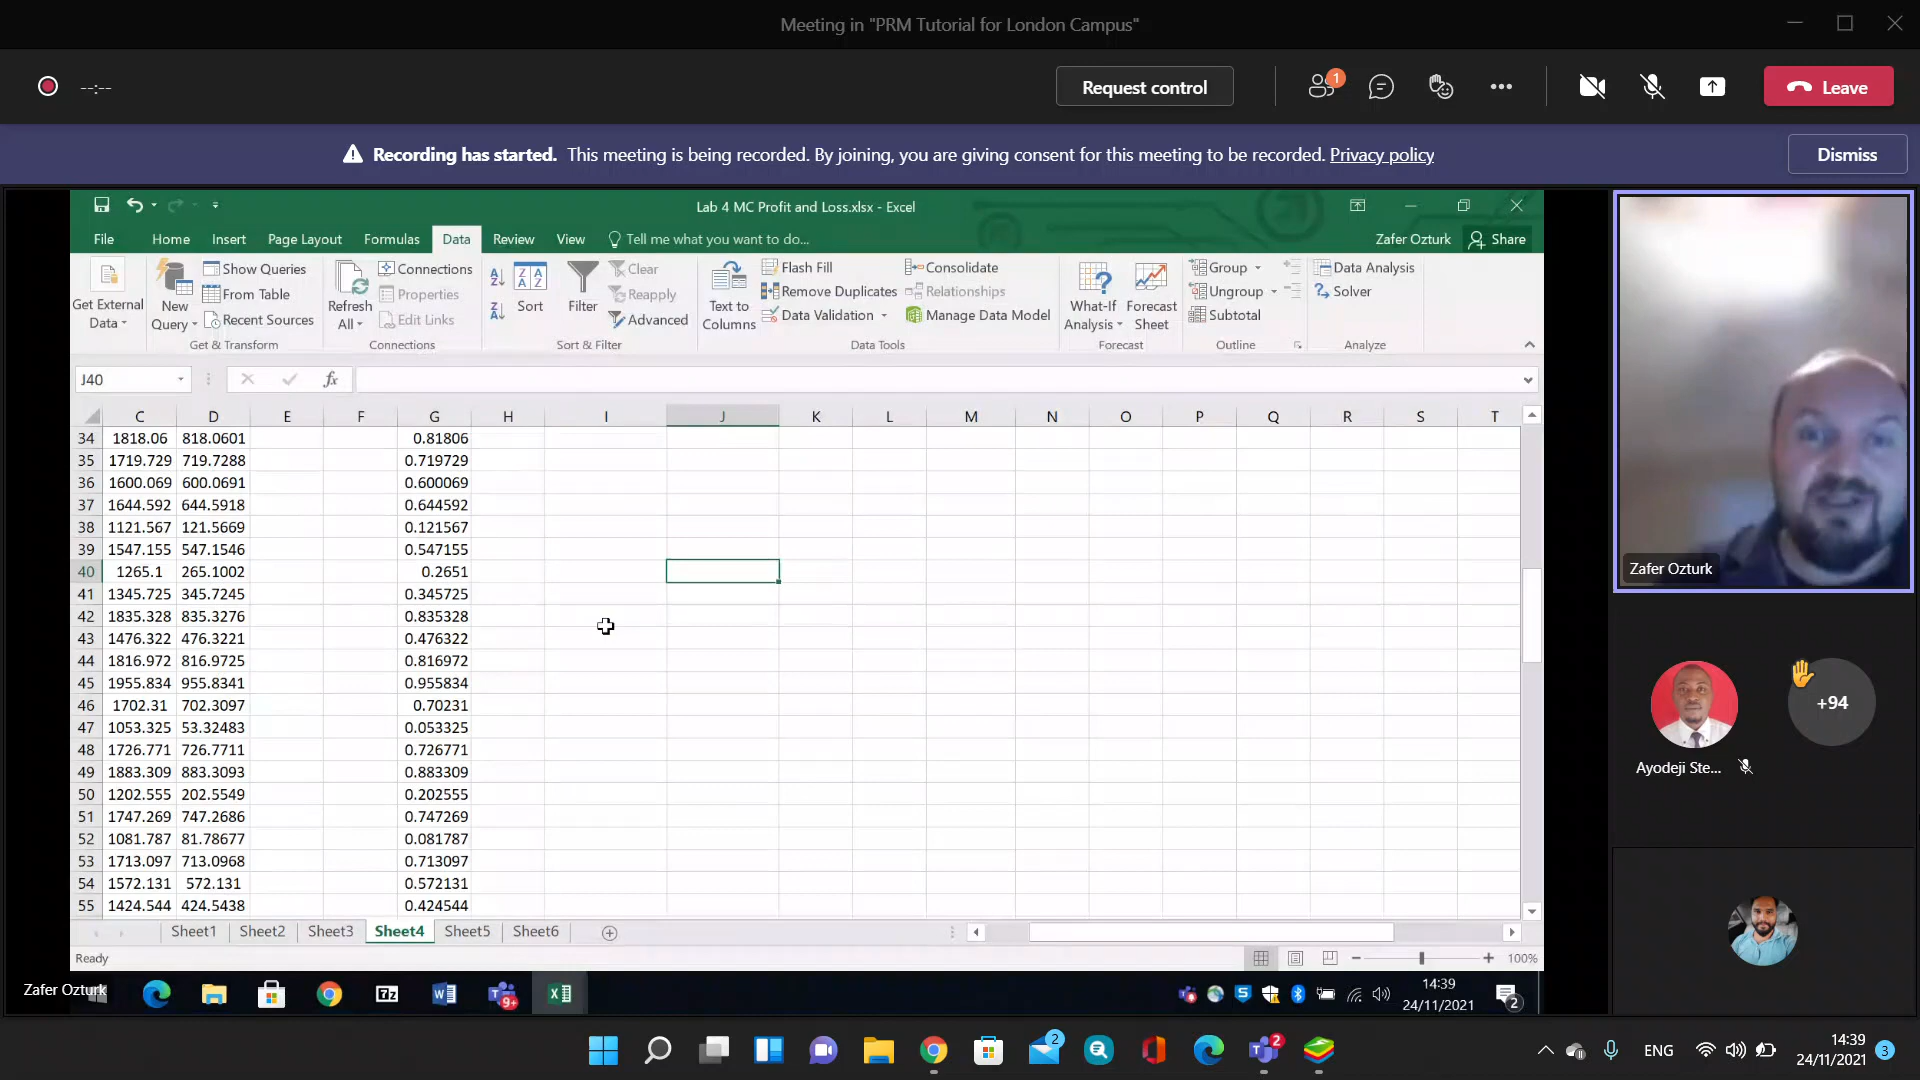 Meeting in "PRM Tutorial for London Campus"
--:--
Request control
1
Leave
Recording has started. This meeting is being recorded. By joining, you are giving consent for this meeting to be recorded. Privacy policy
Dismiss
Lab 4 MC Profit and Loss.xlsx - Excel
File Home Insert Page Layout Formulas Data Review View Tell me what you want to do... Zafer Ozturk Share
Get External Data
New Query
Show Queries
From Table
Recent Sources
Get & Transform
Refresh All
Connections
Properties
Edit Links
Connections
Sort
Filter
Clear
Reapply
Advanced
Sort & Filter
Text to Columns
Flash Fill
Remove Duplicates
Data Validation
Consolidate
Relationships
Manage Data Model
Data Tools
What-If Analysis
Forecast Sheet
Forecast
Group
Ungroup
Subtotal
Outline
Data Analysis
Solver
Analyze
J40 fx
C D E F G H I J K L M N O P Q R S T
34 1818.06 818.0601 0.81806
35 1719.729 719.7288 0.719729
36 1600.069 600.0691 0.600069
37 1644.592 644.5918 0.644592
38 1121.567 121.5669 0.121567
39 1547.155 547.1546 0.547155
40 1265.1 265.1002 0.2651
41 1345.725 345.7245 0.345725
42 1835.328 835.3276 0.835328
43 1476.322 476.3221 0.476322
44 1816.972 816.9725 0.816972
45 1955.834 955.8341 0.955834
46 1702.31 702.3097 0.70231
47 1053.325 53.32483 0.053325
48 1726.771 726.7711 0.726771
49 1883.309 883.3093 0.883309
50 1202.555 202.5549 0.202555
51 1747.269 747.2686 0.747269
52 1081.787 81.78677 0.081787
53 1713.097 713.0968 0.713097
54 1572.131 572.131 0.572131
55 1424.544 424.5438 0.424544
Sheet1 Sheet2 Sheet3 Sheet4 Sheet5 Sheet6
Ready 100%
Zafer Ozturk
+94
Ayodeji Ste...
Zafer Ozturk
7z
9+
14:39
24/11/2021
2
2
2
ENG
14:39
24/11/2021
3